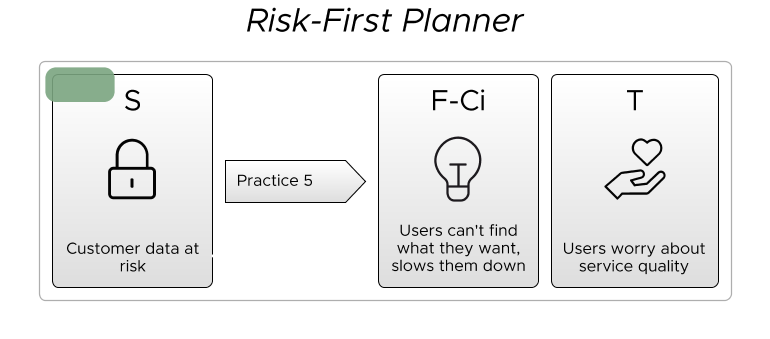 Risk-First Planner
S
Customer data at
risk
Practice 5
F-Ci
Users can't find
what they want,
slows them down
T
Users worry about
service quality